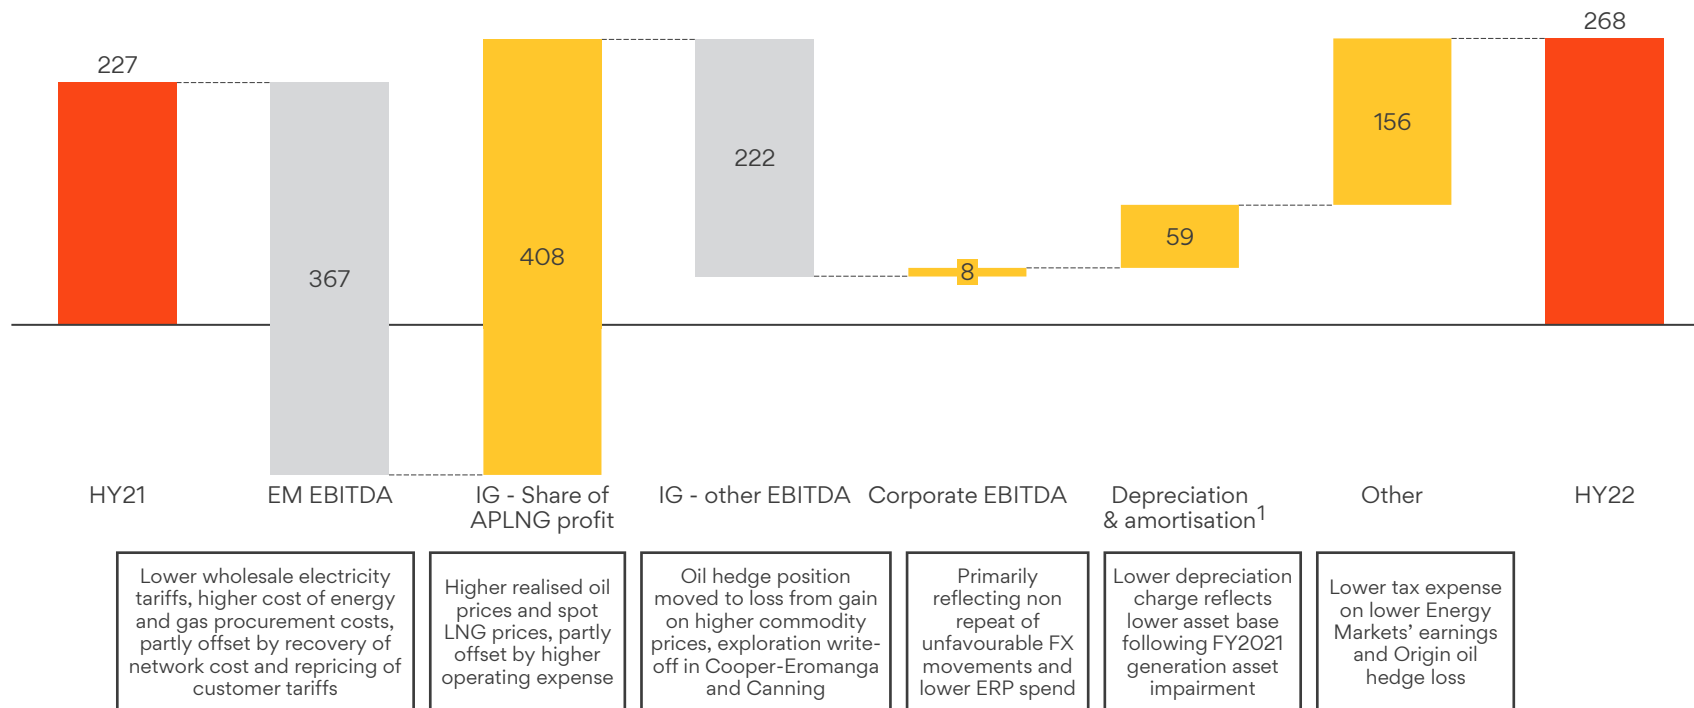 227
367
408
222
8
59
156
268
HY21
EM EBITDA
IG - Share of
APLNG profit
IG - other EBITDA
Corporate EBITDA
Depreciation
& amortisation1
Other
HY22
Lower wholesale electricity
tariffs, higher cost of energy
and gas procurement costs,
partly offset by recovery of
network cost and repricing of
customer tariffs
Higher realised oil
prices and spot
LNG prices, partly
offset by higher
operating expense
Oil hedge position
moved to loss from gain
on higher commodity
prices, exploration write-
off in Cooper-Eromanga
and Canning
Primarily
reflecting non
repeat of
unfavourable FX
movements and
lower ERP spend
Lower depreciation
charge reflects
lower asset base
following FY2021
generation asset
impairment
Lower tax expense
on lower Energy
Markets’ earnings
and Origin oil
hedge loss